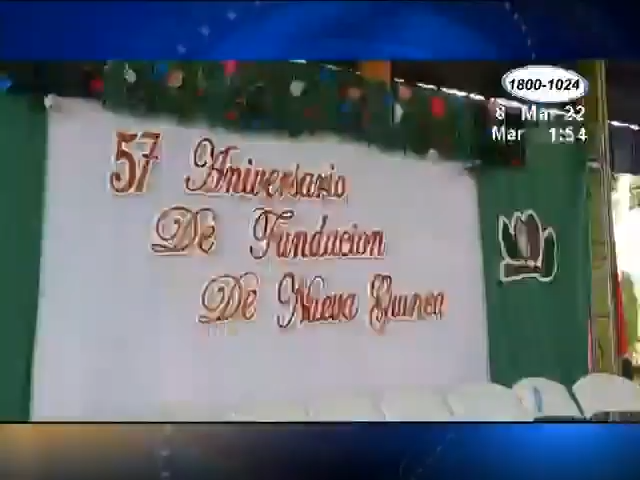 1800-1024
8 Mar 22
Mar 1:54
57 Aniversario
De Fundacion
De Nueva Guinea